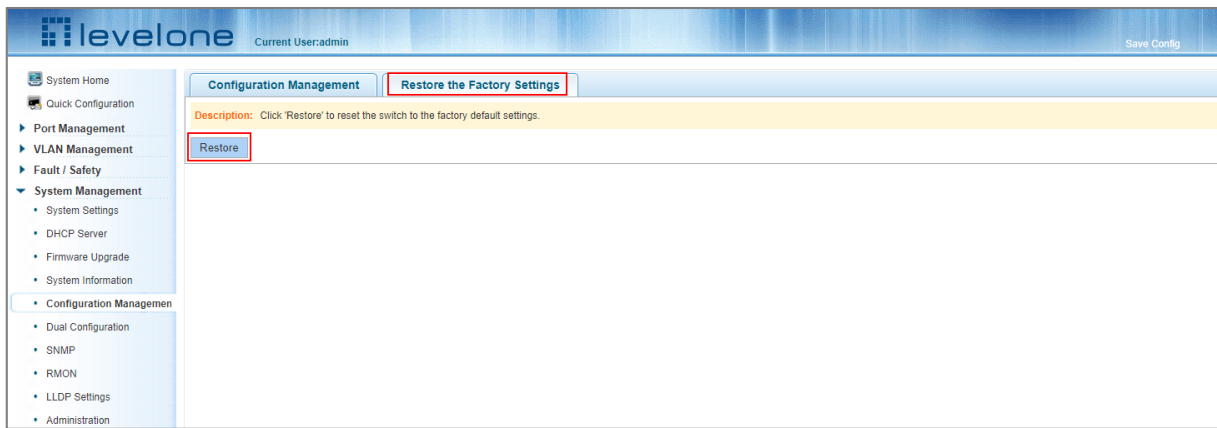 levelone
Current User:admin
Save Config
System Home
Quick Configuration
Port Management
VLAN Management
Fault / Safety
System Management
System Settings
DHCP Server
Firmware Upgrade
System Information
Configuration Managemen
Dual Configuration
SNMP
RMON
LLDP Settings
Administration
Configuration Management
Restore the Factory Settings
Description: Click 'Restore' to reset the switch to the factory default settings.
Restore